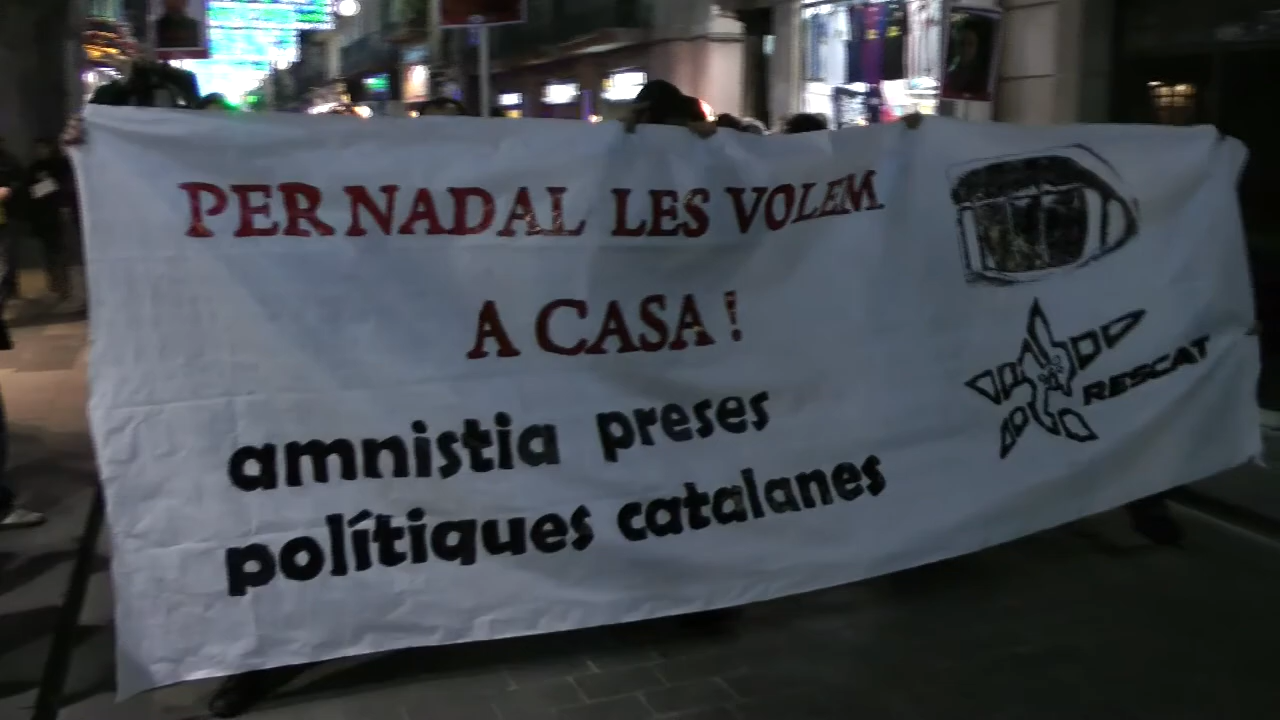 PER NADAL LES VOLEM
A CASA !
amnistia preses
polítiques catalanes
RESCAT